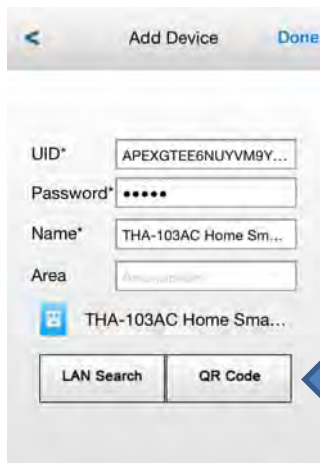 < Add Device Done
UID* APEXGTEE6NUYVM9Y...
Password* •••••
Name* THA-103AC Home Sm...
Area
THA-103AC Home Sma...
LAN Search QR Code